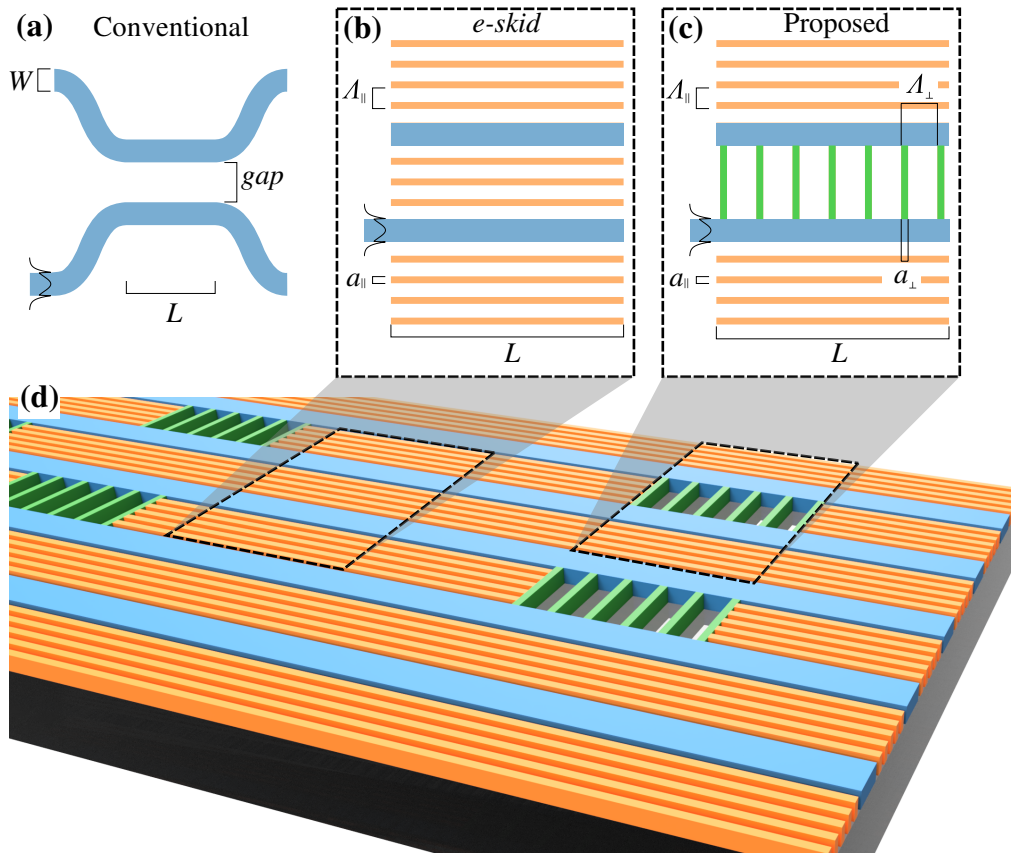 (a) Conventional
W
gap
L
(b) e-skid
Λ∥
a∥
L
(c) Proposed
Λ∥
Λ⊥
a∥
a⊥
L
(d)